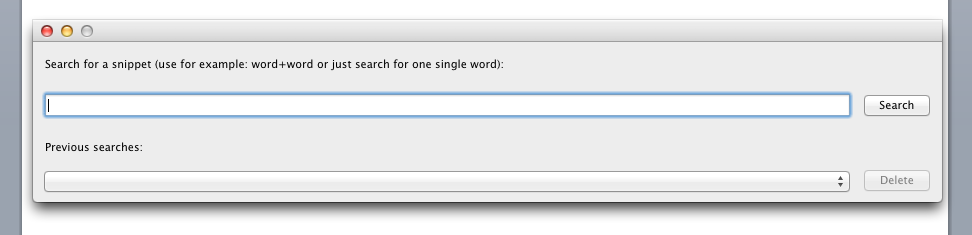 Search for a snippet (use for example: word+word or just search for one single word):
Search
Previous searches:
Delete